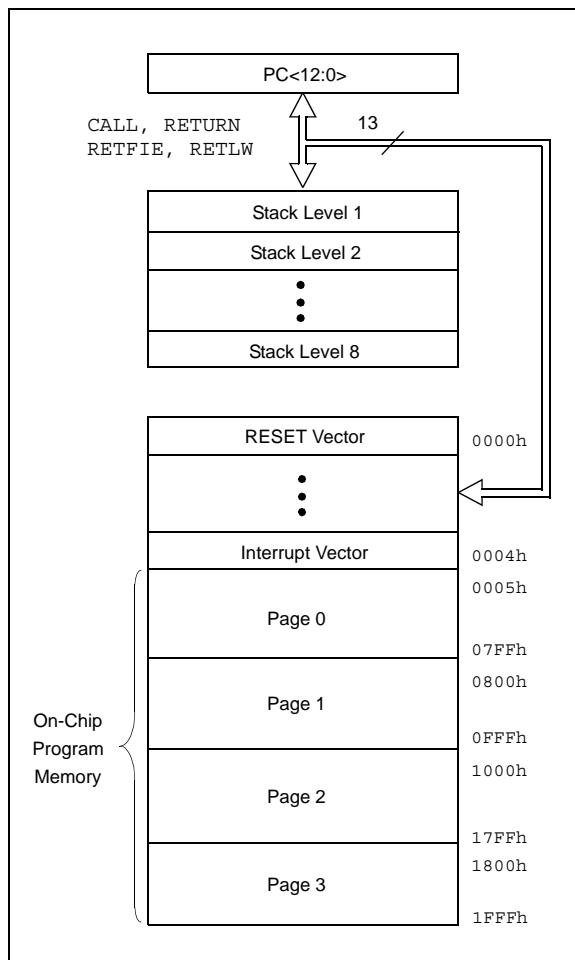 PC<12:0>
CALL, RETURN
RETFIE, RETLW
13
Stack Level 1
Stack Level 2
Stack Level 8
RESET Vector
0000h
Interrupt Vector
0004h
0005h
Page 0
07FFh
0800h
Page 1
0FFFh
On-Chip
Program
Memory
1000h
Page 2
17FFh
1800h
Page 3
1FFFh